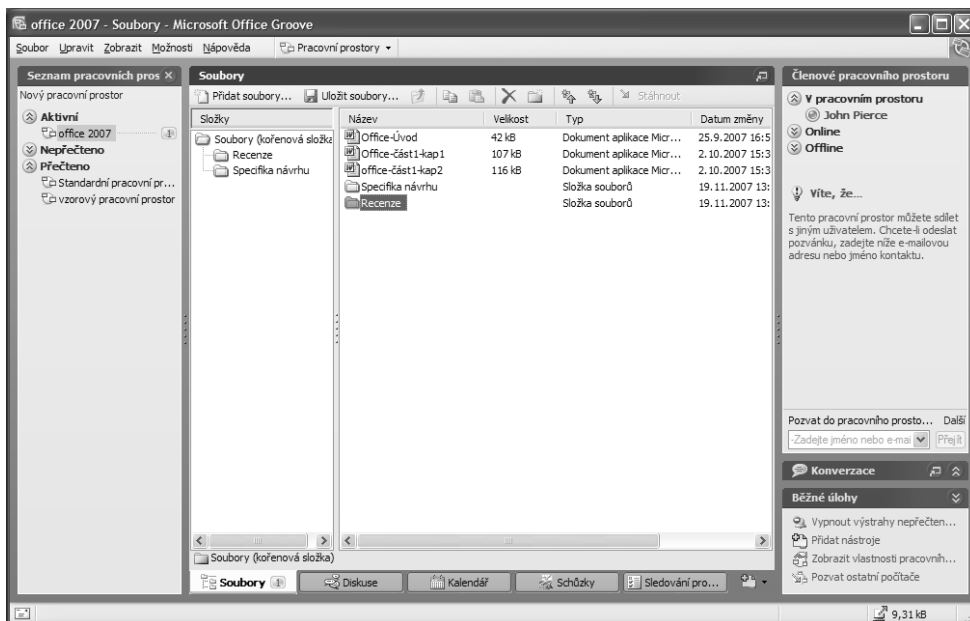 office 2007 - Soubory - Microsoft Office Groove
Soubor Upravit Zobrazit Možnosti Nápověda Pracovní prostory
Seznam pracovních pros
Nový pracovní prostor
Aktivní
office 2007
Nepřečteno
Přečteno
Standardní pracovní pr...
vzorový pracovní prostor
Soubory
Přidat soubory... Uložit soubory... Stáhnout
Složky
Soubory (kořenová složka
Recenze
Specifika návrhu
Název Velikost Typ Datum změny
Office-Úvod 42 kB Dokument aplikace Micr... 25.9.2007 16:5
Office-část1-kap1 107 kB Dokument aplikace Micr... 2.10.2007 15:3
office-část1-kap2 116 kB Dokument aplikace Micr... 2.10.2007 15:3
Specifika návrhu Složka souborů 19.11.2007 13:
Recenze Složka souborů 19.11.2007 13:
Soubory (kořenová složka)
Soubory Diskuse Kalendář Schůzky Sledování pro...
Členové pracovního prostoru
V pracovním prostoru
John Pierce
Online
Offline
Víte, že...
Tento pracovní prostor můžete sdílet
s jiným uživatelem. Chcete-li odeslat
pozvánku, zadejte níže e-mailovou
adresu nebo jméno kontaktu.
Pozvat do pracovního prosto... Další
-Zadejte jméno nebo e-mai Přejít
Konverzace
Běžné úlohy
Vypnout výstrahy nepřečten...
Přidat nástroje
Zobrazit vlastnosti pracovníh...
Pozvat ostatní počítače
9,31 kB